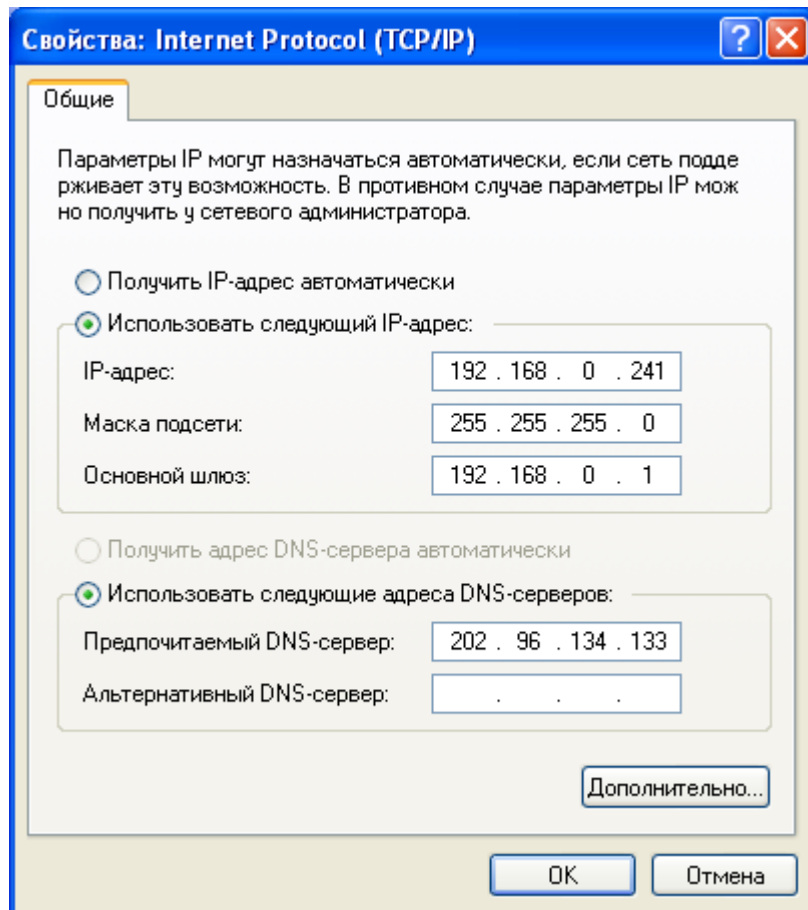 Свойства: Internet Protocol (TCP/IP)
Общие
Параметры IP могут назначаться автоматически, если сеть подде
рживает эту возможность. В противном случае параметры IP мож
но получить у сетевого администратора.
Получить IP-адрес автоматически
Использовать следующий IP-адрес:
IP-адрес: 192 . 168 . 0 . 241
Маска подсети: 255 . 255 . 255 . 0
Основной шлюз: 192 . 168 . 0 . 1
Получить адрес DNS-сервера автоматически
Использовать следующие адреса DNS-серверов:
Предпочитаемый DNS-сервер: 202 . 96 . 134 . 133
Альтернативный DNS-сервер: . . .
Дополнительно...
OK Отмена